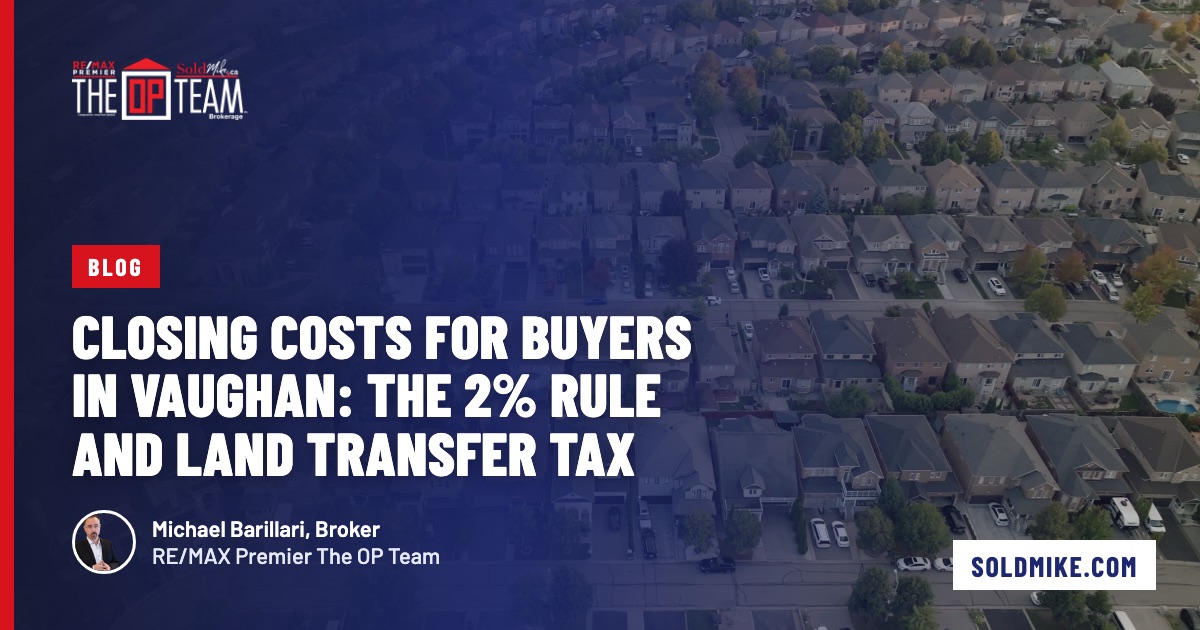 RE/MAX
PREMIER
SoldMike.ca
THE OP TEAM
Brokerage
BLOG
CLOSING COSTS FOR BUYERS
IN VAUGHAN: THE 2% RULE
AND LAND TRANSFER TAX
Michael Barillari, Broker
RE/MAX Premier The OP Team
SOLDMIKE.COM